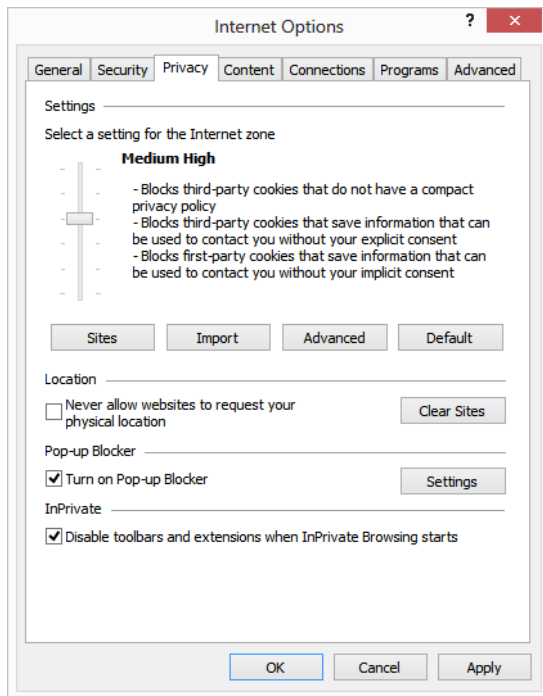 Internet Options
?
General Security Privacy Content Connections Programs Advanced
Settings
Select a setting for the Internet zone
Medium High
- Blocks third-party cookies that do not have a compact
privacy policy
- Blocks third-party cookies that save information that can
be used to contact you without your explicit consent
- Blocks first-party cookies that save information that can
be used to contact you without your implicit consent
Sites Import Advanced Default
Location
Never allow websites to request your
physical location
Clear Sites
Pop-up Blocker
Turn on Pop-up Blocker
Settings
InPrivate
Disable toolbars and extensions when InPrivate Browsing starts
OK Cancel Apply